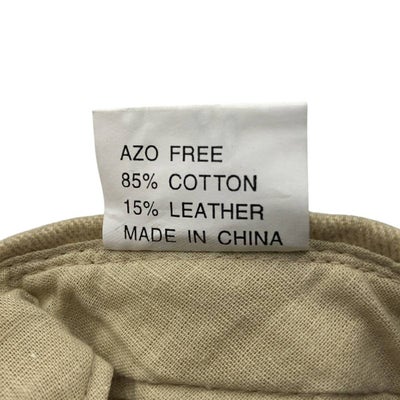 AZO FREE
85% COTTON
15% LEATHER
MADE IN CHINA